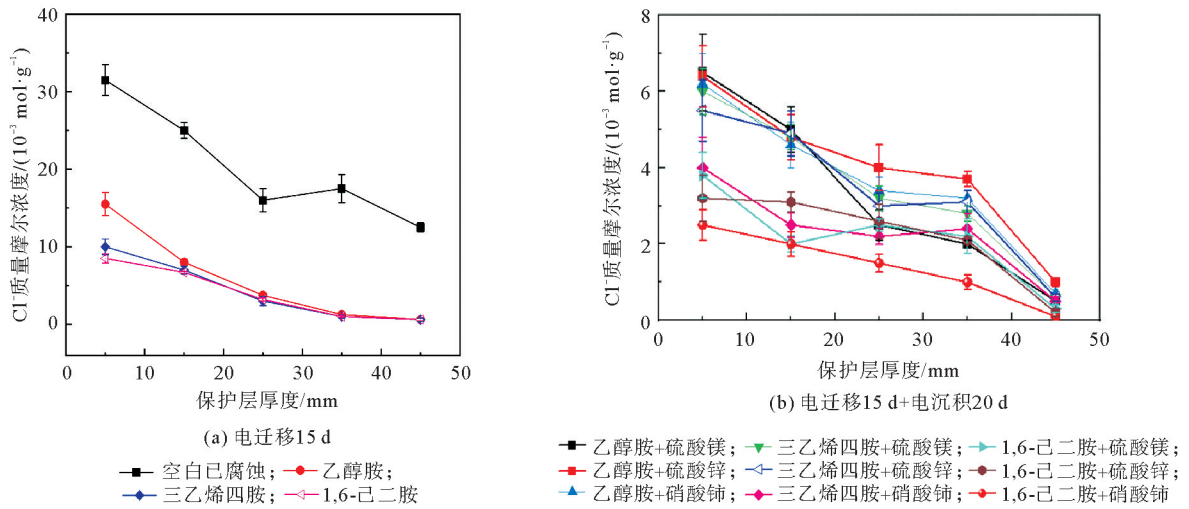 40
30
20
10
0
Cl⁻质量摩尔浓度/(10⁻³ mol·g⁻¹)
0 10 20 30 40 50
保护层厚度/mm
(a) 电迁移15 d
空白已腐蚀；乙醇胺；
三乙烯四胺；1,6-己二胺
8
6
4
2
0
Cl⁻质量摩尔浓度/(10⁻³ mol·g⁻¹)
0 10 20 30 40 50
保护层厚度/mm
(b) 电迁移15 d+电沉积20 d
乙醇胺+硫酸镁；三乙烯四胺+硫酸镁；1,6-己二胺+硫酸镁；
乙醇胺+硫酸锌；三乙烯四胺+硫酸锌；1,6-己二胺+硫酸锌；
乙醇胺+硝酸铈；三乙烯四胺+硝酸铈；1,6-己二胺+硝酸铈